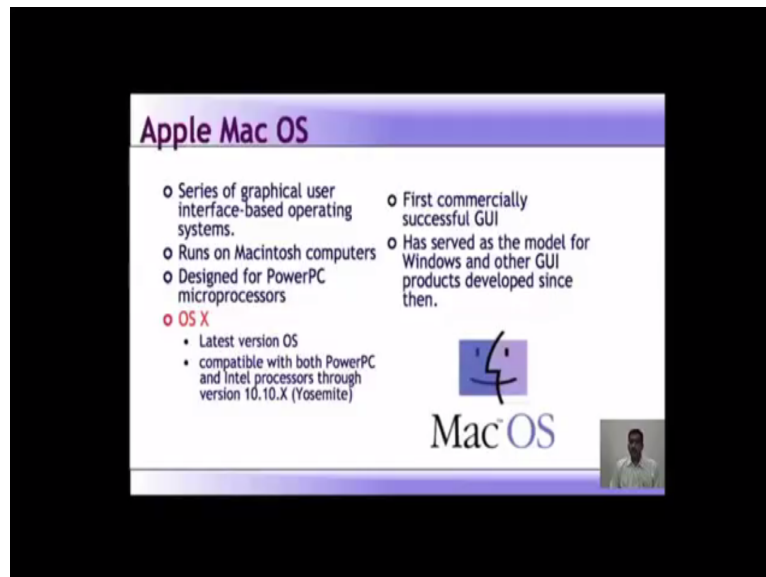 Apple Mac OS
o Series of graphical user
interface-based operating
systems.
o Runs on Macintosh computers
o Designed for PowerPC
microprocessors
o OS X
• Latest version OS
• compatible with both PowerPC
and Intel processors through
version 10.10.X (Yosemite)
o First commercially
successful GUI
o Has served as the model for
Windows and other GUI
products developed since
then.
Mac™OS